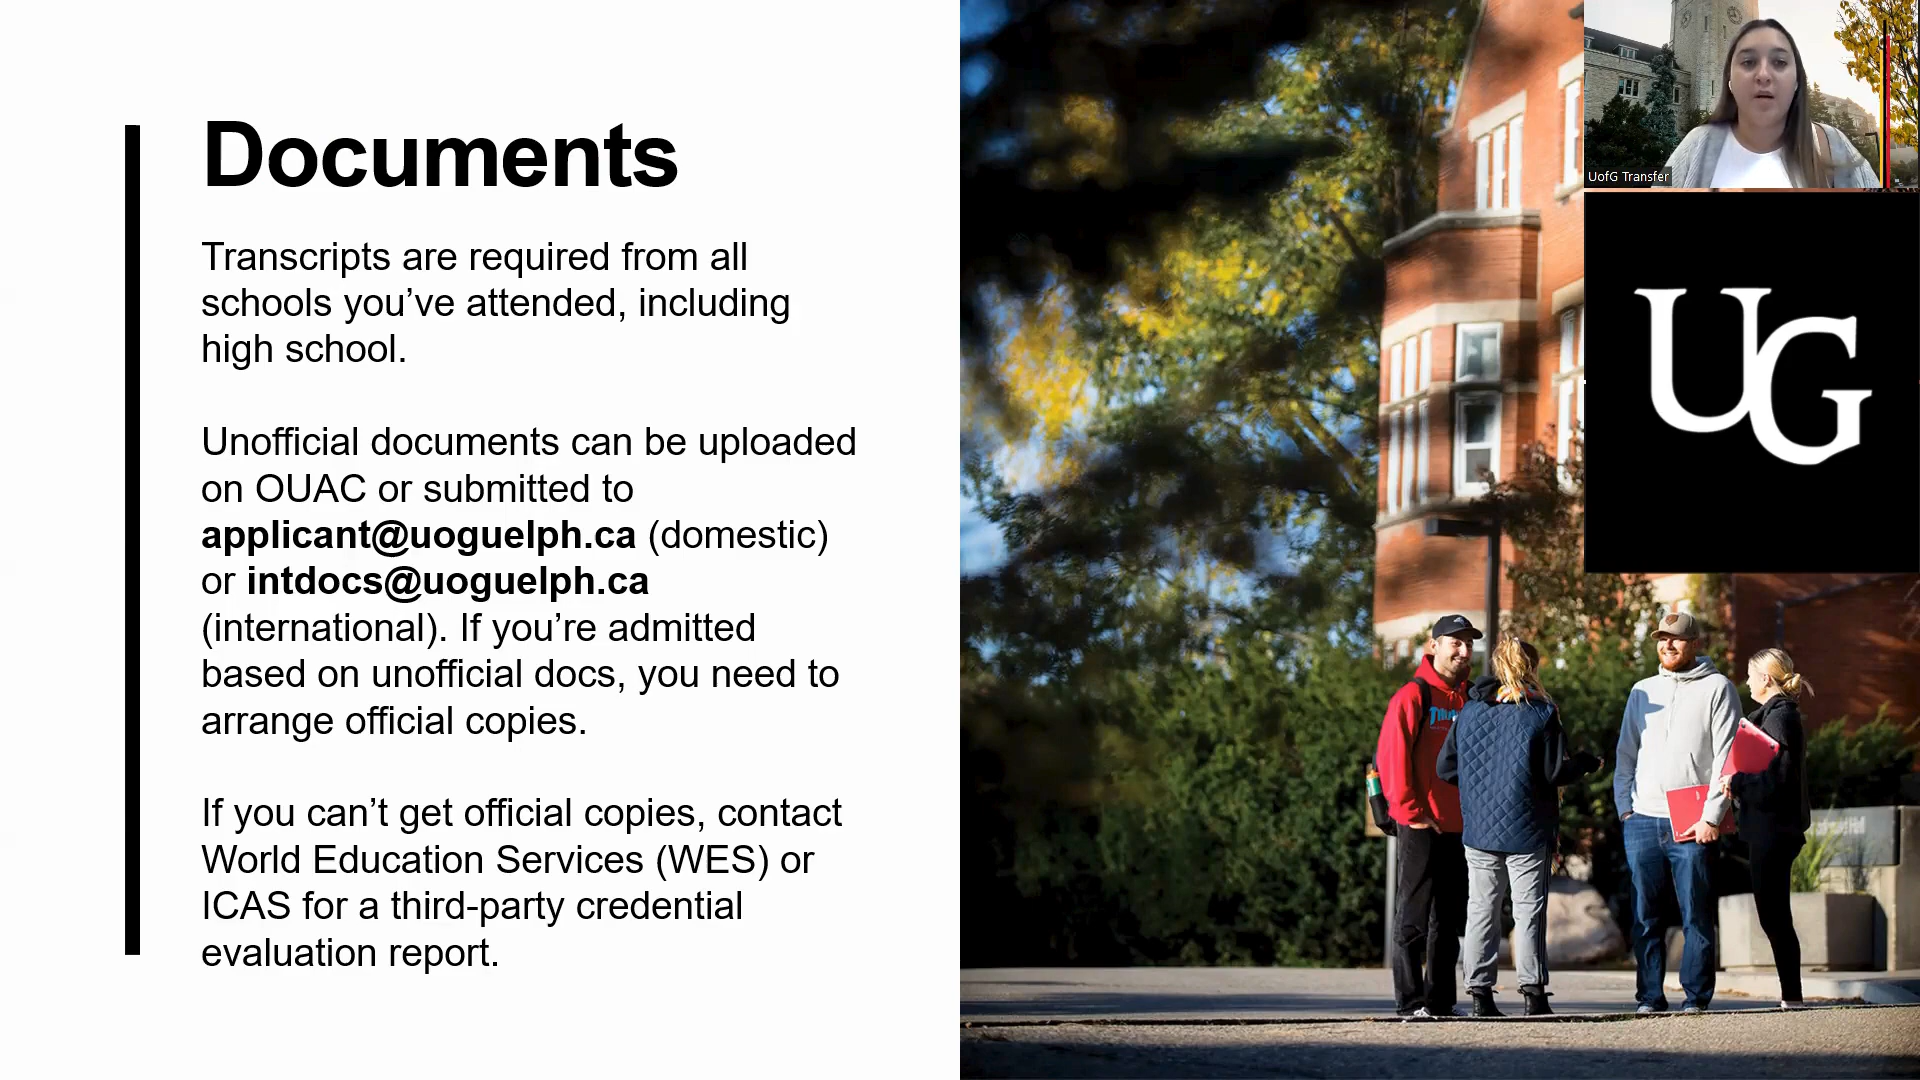 Documents
Transcripts are required from all
schools you’ve attended, including
high school.
Unofficial documents can be uploaded
on OUAC or submitted to
applicant@uoguelph.ca (domestic)
or intdocs@uoguelph.ca
(international). If you’re admitted
based on unofficial docs, you need to
arrange official copies.
If you can’t get official copies, contact
World Education Services (WES) or
ICAS for a third-party credential
evaluation report.
UofG Transfer
UG